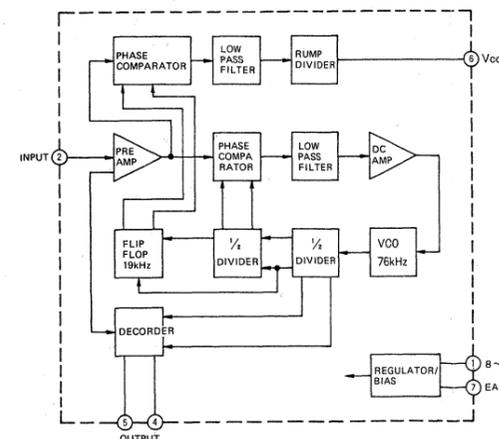 PHASE
COMPARATOR
LOW
PASS
FILTER
RUMP
DIVIDER
6 Vcc
INPUT 2
PRE
AMP
PHASE
COMPA
RATOR
LOW
PASS
FILTER
DC
AMP
FLIP
FLOP
19kHz
1/2
DIVIDER
1/2
DIVIDER
VCO
76kHz
DECORDER
REGULATOR/
BIAS
1 8~
7 EA
5 4
OUTPUT